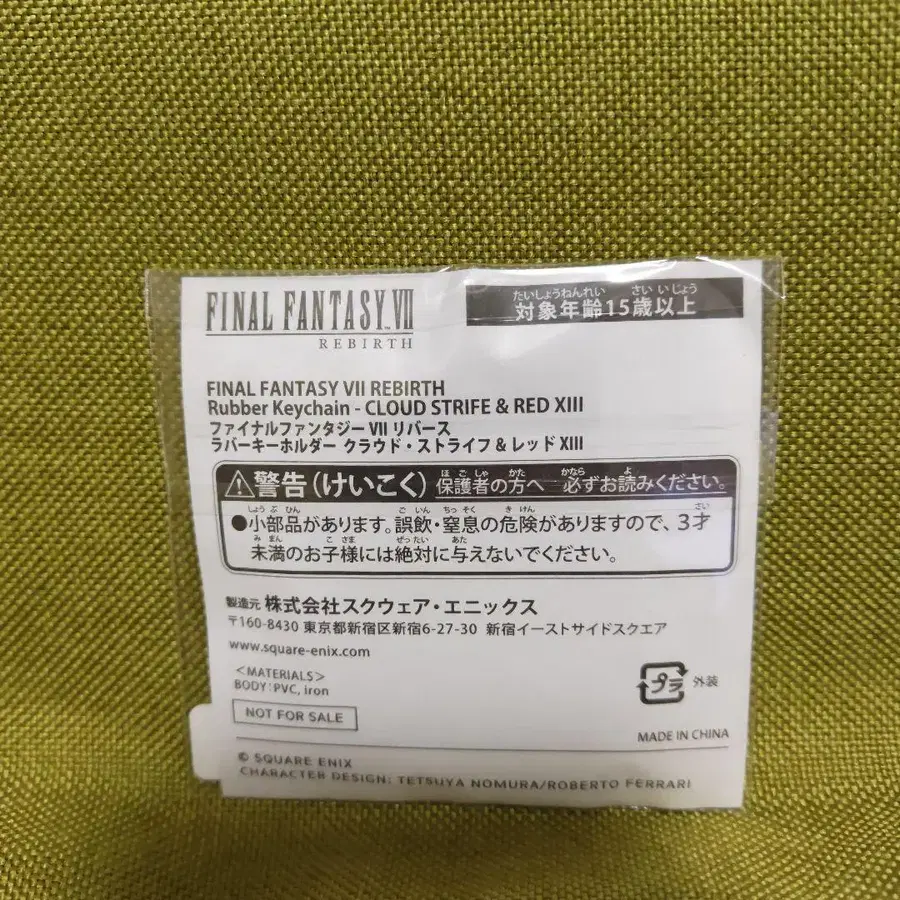 FINAL FANTASY VII
REBIRTH
たいしょうねんれい さい いじょう
対象年齢15歳以上
FINAL FANTASY VII REBIRTH
Rubber Keychain - CLOUD STRIFE & RED XIII
ファイナルファンタジー VII リバース
ラバーキーホルダー クラウド・ストライフ & レッド XIII
ほ ご しゃ かた かなら よ
警告(けいこく) 保護者の方へ 必ずお読みください。
しょう ぶ ひん ご いん ちっ そく き けん さい
●小部品があります。誤飲・窒息の危険がありますので、3才
み まん こ さま ぜったい あた
未満のお子様には絶対に与えないでください。
製造元 株式会社スクウェア・エニックス
〒160-8430 東京都新宿区新宿6-27-30 新宿イーストサイドスクエア
www.square-enix.com
<MATERIALS>
BODY:PVC, iron
プラ 外装
NOT FOR SALE
MADE IN CHINA
© SQUARE ENIX
CHARACTER DESIGN: TETSUYA NOMURA/ROBERTO FERRARI